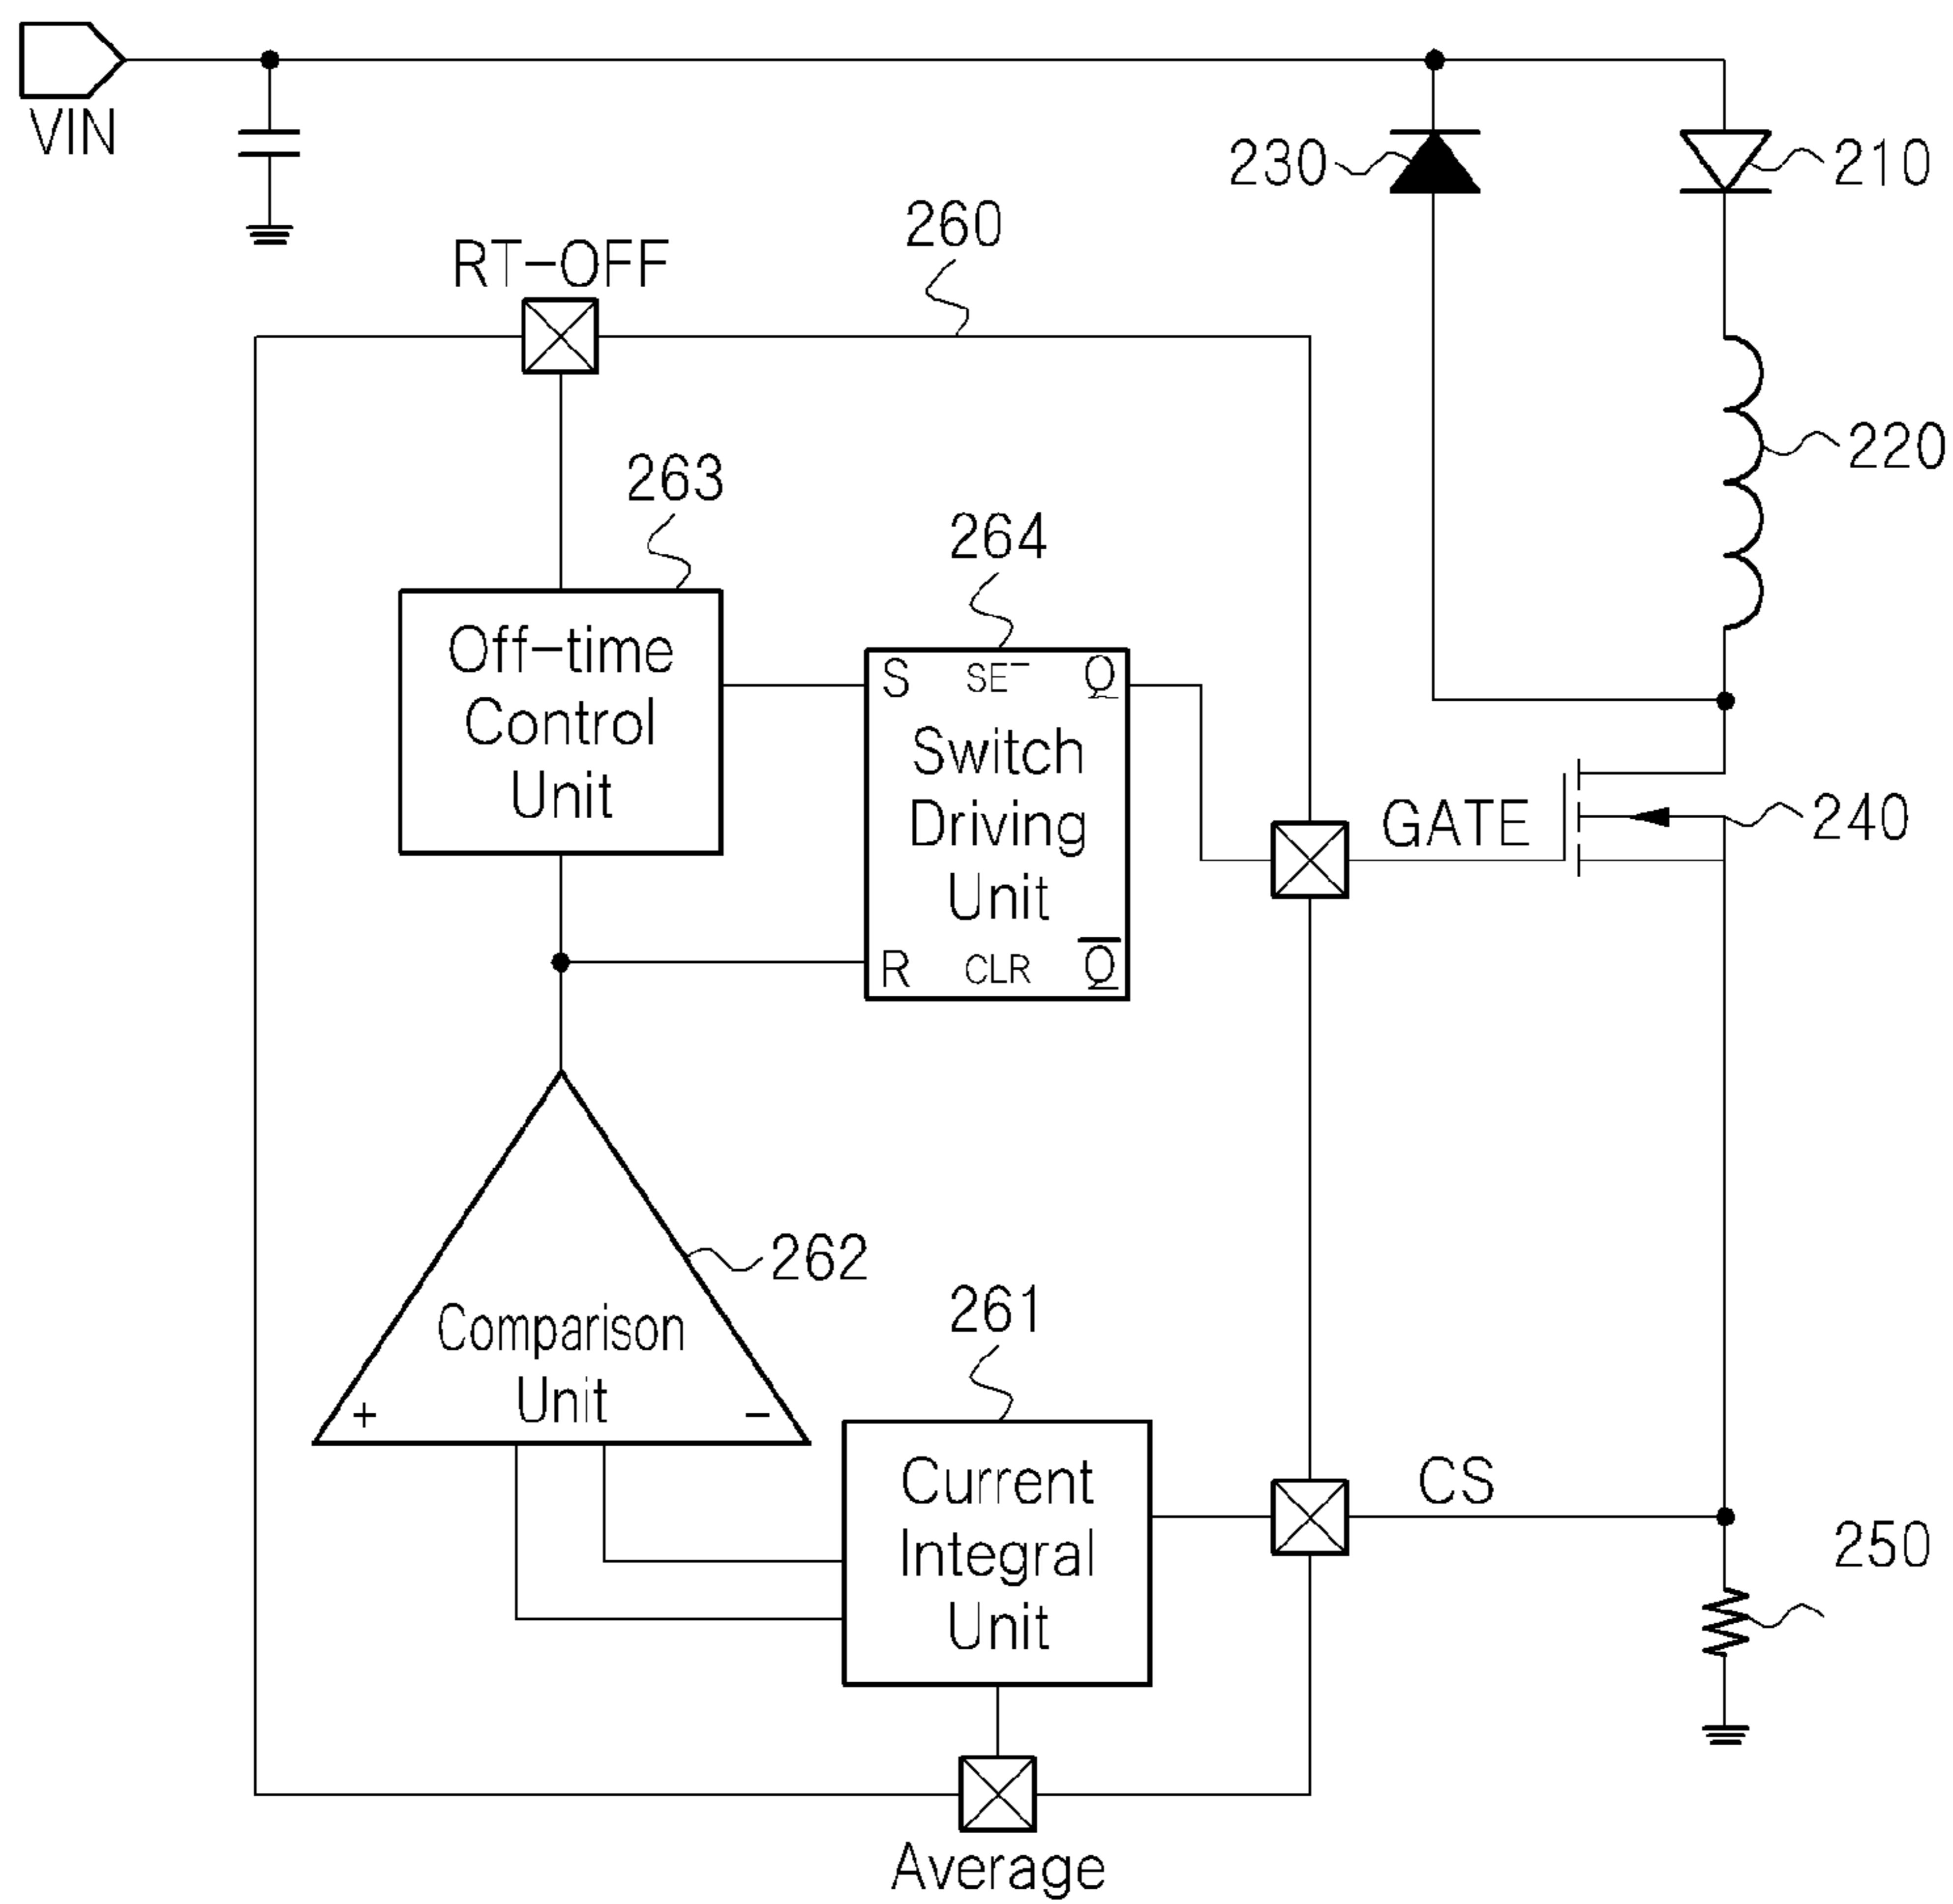 VIN
230
210
260
RT-OFF
220
263
264
Off-time
Control
Unit
S SET Q
Switch
Driving
Unit
R CLR Q
GATE
240
262
261
Comparison
Unit
+ -
Current
Integral
Unit
CS
250
Average